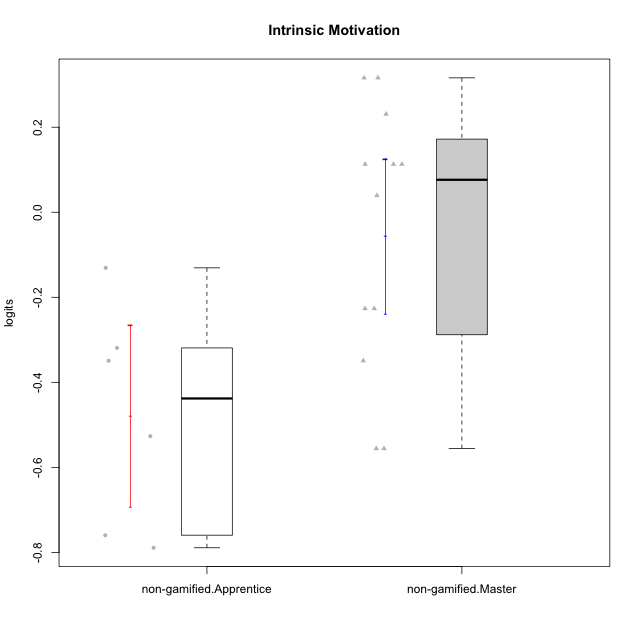 Intrinsic Motivation
logits
0.2
0.0
-0.2
-0.4
-0.6
-0.8
non-gamified.Apprentice
non-gamified.Master